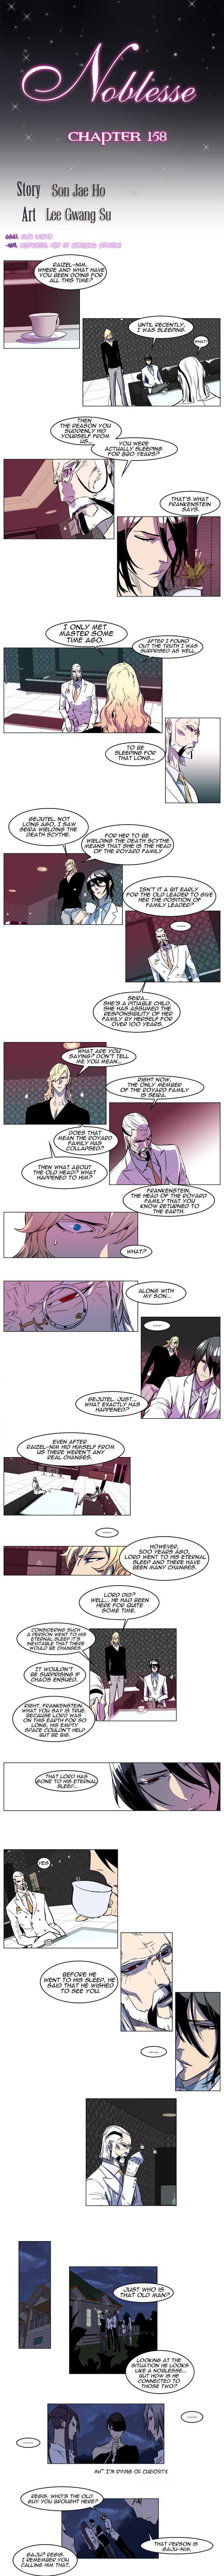 Noblesse
CHAPTER 158
Story Son Jae Ho
Art Lee Gwang Su
RAIZEL-NIM,
WHERE AND WHAT HAVE
YOU BEEN DOING FOR
ALL THIS TIME?
UNTIL RECENTLY,
I WAS SLEEPING.
WHAT!
THEN
THE REASON YOU
SUDDENLY HID
YOURSELF FROM
US...
YOU WERE
ACTUALLY SLEEPING
FOR 820 YEARS?
THAT'S WHAT
FRANKENSTEIN
SAYS.
I ONLY MET
MASTER SOME
TIME AGO.
AFTER I FOUND
OUT THE TRUTH I WAS
SURPRISED AS WELL.
TO BE
SLEEPING FOR
THAT LONG...
GEJUTEL. NOT
LONG AGO, I SAW
SEIRA WIELDING THE
DEATH SCYTHE.
FOR HER TO BE
WIELDING THE DEATH SCYTHE
MEANS THAT SHE IS THE HEAD
OF THE ROYARD FAMILY
ISN'T IT A BIT EARLY
FOR THE OLD LEADER TO GIVE
HER THE POSITION OF
FAMILY LEADER?
SEIRA...
SHE'S A PITIABLE CHILD.
SHE HAS ASSUMED THE
RESPONSIBILITY OF HER
FAMILY BY HERSELF FOR
OVER 100 YEARS.
WHAT ARE YOU
SAYING? DON'T TELL
ME YOU MEAN...
RIGHT NOW,
THE ONLY MEMBER
OF THE ROYARD FAMILY
IS SEIRA.
DOES THAT
MEAN THE ROYARD
FAMILY HAS
COLLAPSED?
THEN WHAT ABOUT
THE OLD HEAD? WHAT
HAPPENED TO HIM?
FRANKENSTEIN,
THE HEAD OF THE ROYARD
FAMILY THAT YOU
KNOW RETURNED TO
THE EARTH.
WHAT?
ALONG WITH
MY SON...
GEJUTEL. JUST...
WHAT EXACTLY HAS
HAPPENED?
EVEN AFTER
RAIZEL-NIM HID HIMSELF FROM
US THERE WEREN'T ANY
REAL CHANGES.
HOWEVER,
500 YEARS AGO,
LORD WENT TO HIS ETERNAL
SLEEP AND THERE HAVE
BEEN MANY CHANGES.
LORD DID?
WELL... HE HAD BEEN
HERE FOR QUITE
SOME TIME.
CONSIDERING SUCH
A PERSON WENT TO HIS
ETERNAL SLEEP IT'S
INEVITABLE THAT THERE
WOULD BE CHANGES.
IT WOULDN'T
BE SURPRISING IF
CHAOS ENSUED.
RIGHT. FRANKENSTEIN.
WHAT YOU SAY IS TRUE.
BECAUSE LORD WAS
ON THIS EARTH FOR SO
LONG, HIS EMPTY
SPACE COULDN'T HELP
BUT BE BIG.
THAT LORD HAS
GONE TO HIS ETERNAL
SLEEP...
YES.
BEFORE HE
WENT TO HIS SLEEP, HE
SAID THAT HE WISHED
TO SEE YOU.
JUST WHO IS
THAT OLD MAN?
LOOKING AT THE
SITUATION HE LOOKS
LIKE A NOBLESSE...
BUT HOW IS HE
CONNECTED TO
THOSE TWO?
AH~ I'M DYING OF CURIOSITY.
REGIS. WHO'S THE OLD
GUY YOU BROUGHT HERE?
THAT PERSON IS
GAJU-NIM.
GAJU? REGIS,
I REMEMBER YOU
CALLING HIM THAT.